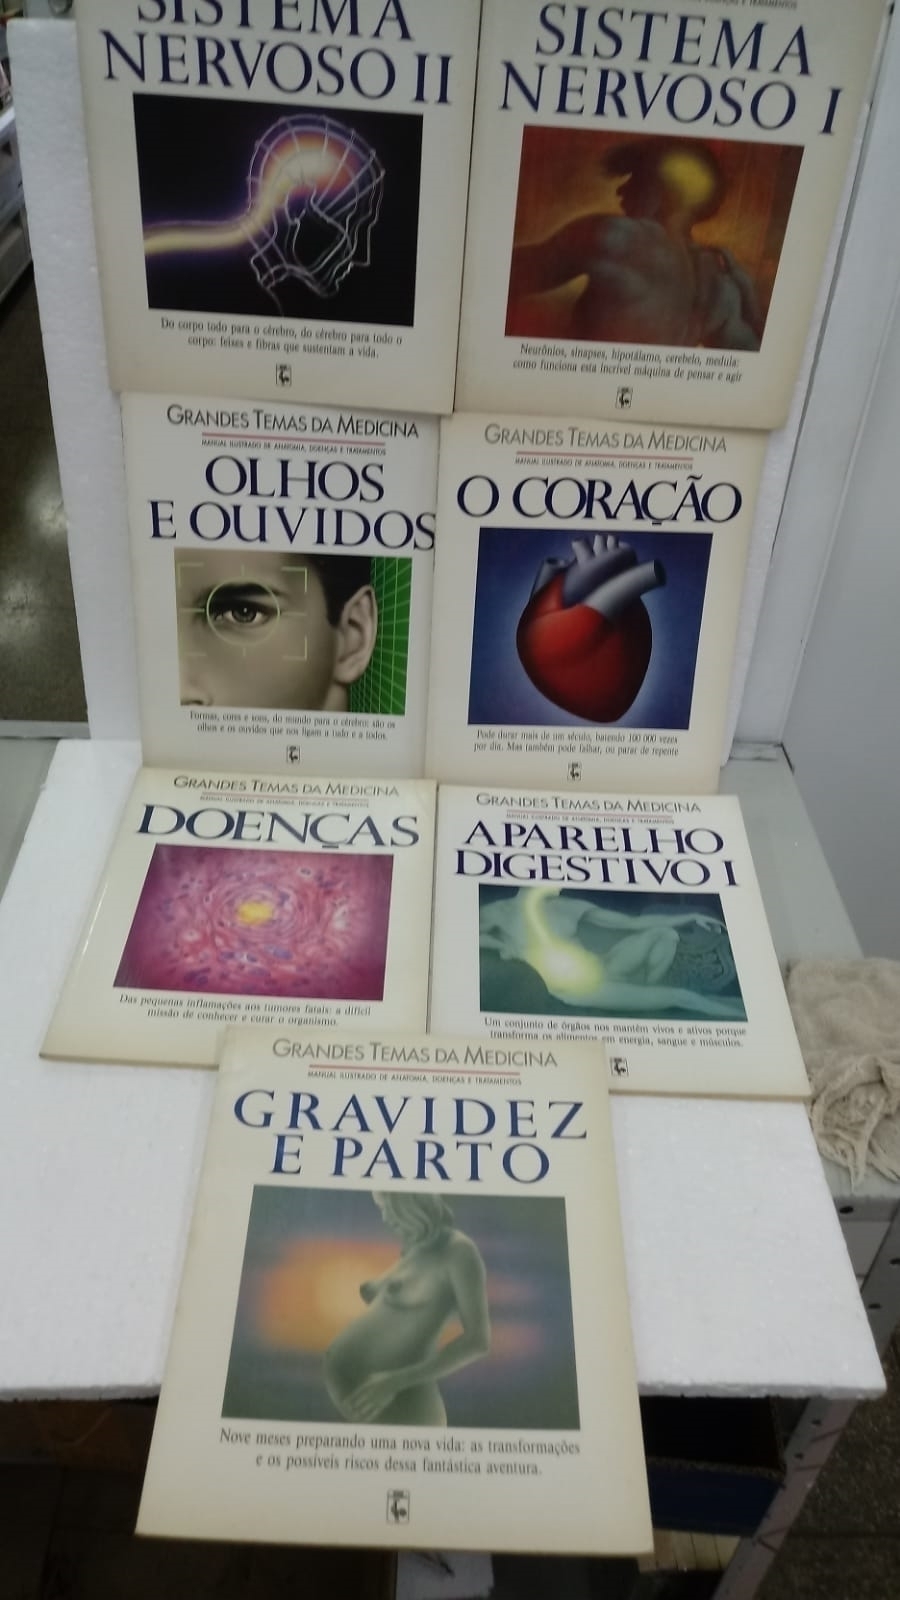 SISTEMA
NERVOSO II
Do corpo todo para o cérebro, do cérebro para todo o
corpo: feixes e fibras que sustentam a vida.
DOENÇAS E TRATAMENTOS
SISTEMA
NERVOSO I
Neurônios, sinapses, hipotálamo, cerebelo, medula:
como funciona esta incrível máquina de pensar e agir
GRANDES TEMAS DA MEDICINA
MANUAL ILUSTRADO DE ANATOMIA, DOENÇAS E TRATAMENTOS
OLHOS
E OUVIDOS
Formas, cores e sons, do mundo para o cérebro: são os
olhos e os ouvidos que nos ligam a tudo e a todos.
GRANDES TEMAS DA MEDICINA
MANUAL ILUSTRADO DE ANATOMIA, DOENÇAS E TRATAMENTOS
O CORAÇÃO
Pode durar mais de um século, batendo 100 000 vezes
por dia. Mas também pode falhar, ou parar de repente
GRANDES TEMAS DA MEDICINA
MANUAL ILUSTRADO DE ANATOMIA, DOENÇAS E TRATAMENTOS
DOENÇAS
Das pequenas inflamações aos tumores fatais: a difícil
missão de conhecer e curar o organismo.
GRANDES TEMAS DA MEDICINA
MANUAL ILUSTRADO DE ANATOMIA, DOENÇAS E TRATAMENTOS
APARELHO
DIGESTIVO I
Um conjunto de órgãos nos mantém vivos e ativos porque
transforma os alimentos em energia, sangue e músculos.
GRANDES TEMAS DA MEDICINA
MANUAL ILUSTRADO DE ANATOMIA, DOENÇAS E TRATAMENTOS
GRAVIDEZ
E PARTO
Nove meses preparando uma nova vida: as transformações
e os possíveis riscos dessa fantástica aventura.